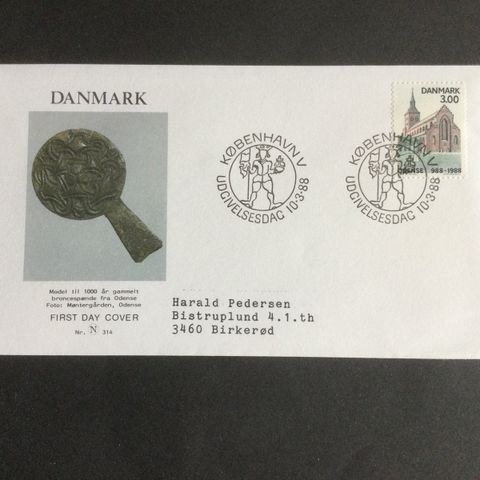 DANMARK
Model til 1000 år gammelt
broncespænde fra Odense
Foto: Møntergården, Odense
FIRST DAY COVER
Nr. N 314
KØBENHAVN V
UDGIVELSESDAG 10-3-88
KØBENHAVN V
UDGIVELSESDAG 10-3-88
DANMARK
3.00
ODENSE 988-1988
Harald Pedersen
Bistruplund 4.1.th
3460 Birkerød